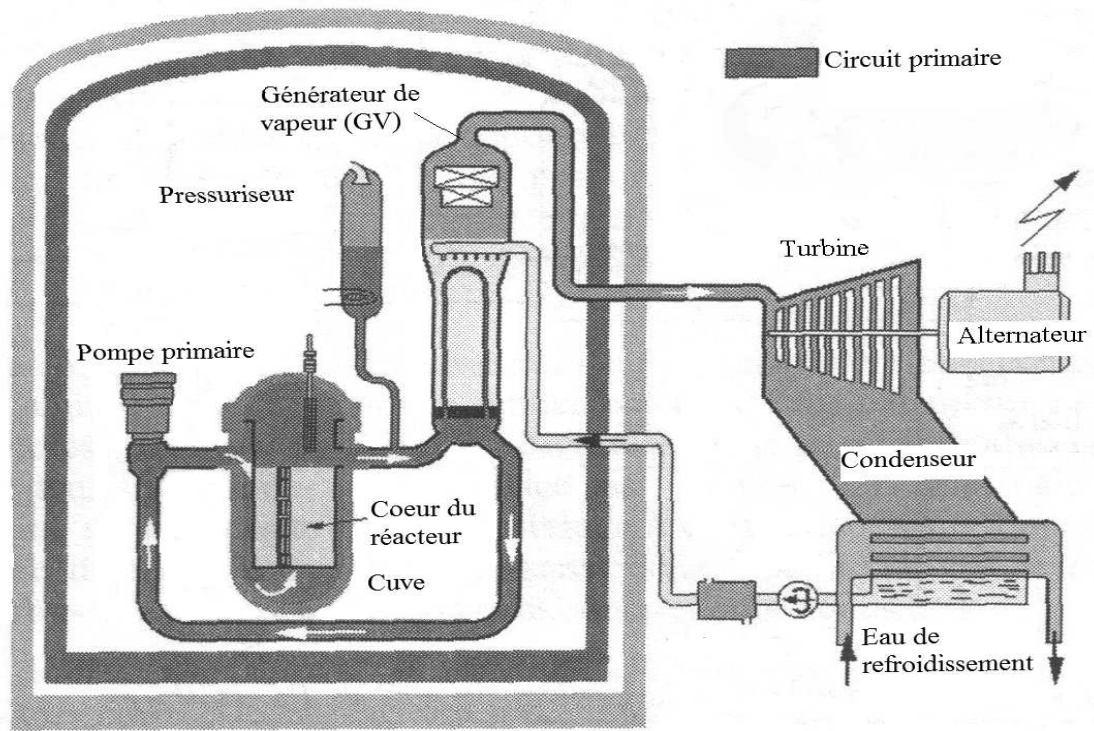 Circuit primaire
Générateur de
vapeur (GV)
Pressuriseur
Turbine
Alternateur
Pompe primaire
Condenseur
Coeur du
réacteur
Cuve
Eau de
refroidissement